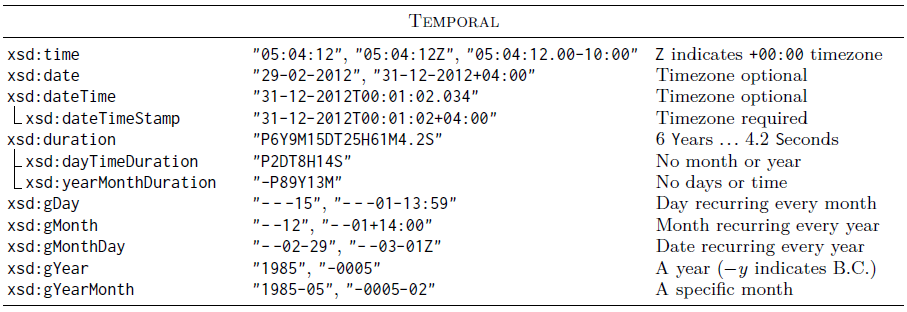 TEMPORAL
xsd:time "05:04:12", "05:04:12Z", "05:04:12.00-10:00" Z indicates +00:00 timezone
xsd:date "29-02-2012", "31-12-2012+04:00" Timezone optional
xsd:dateTime "31-12-2012T00:01:02.034" Timezone optional
xsd:dateTimeStamp "31-12-2012T00:01:02+04:00" Timezone required
xsd:duration "P6Y9M15DT25H61M4.2S" 6 Years ... 4.2 Seconds
xsd:dayTimeDuration "P2DT8H14S" No month or year
xsd:yearMonthDuration "-P89Y13M" No days or time
xsd:gDay "---15", "---01-13:59" Day recurring every month
xsd:gMonth "--12", "--01+14:00" Month recurring every year
xsd:gMonthDay "--02-29", "--03-01Z" Date recurring every year
xsd:gYear "1985", "-0005" A year (−y indicates B.C.)
xsd:gYearMonth "1985-05", "-0005-02" A specific month